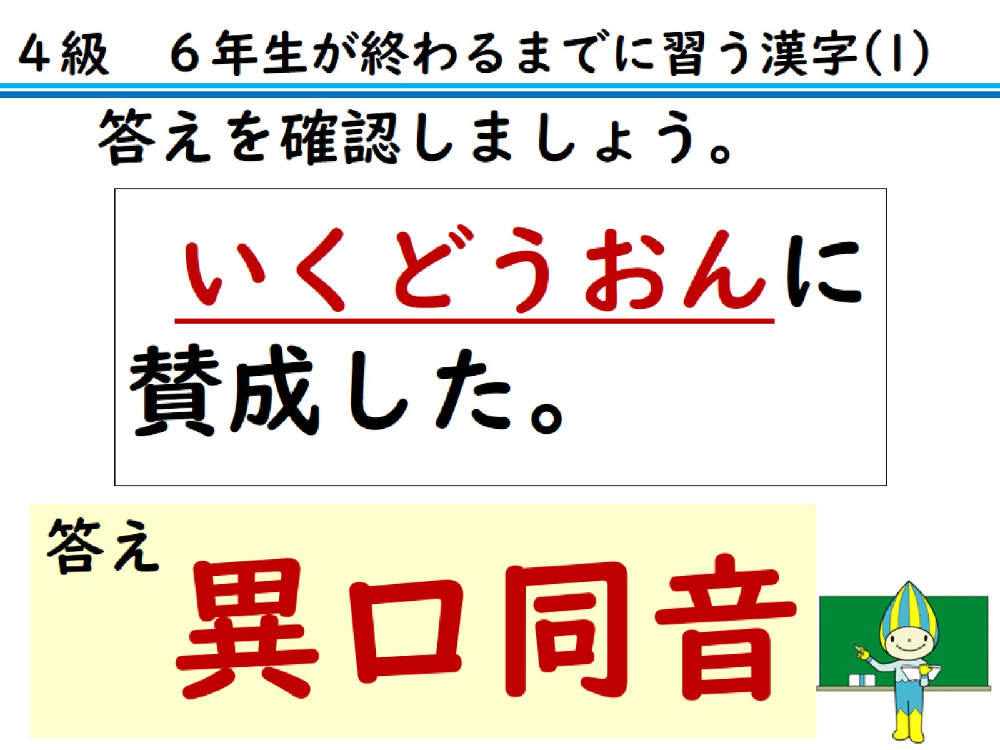 ４級　６年生が終わるまでに習う漢字(1)
答えを確認しましょう。
いくどうおんに
賛成した。
答え
異口同音